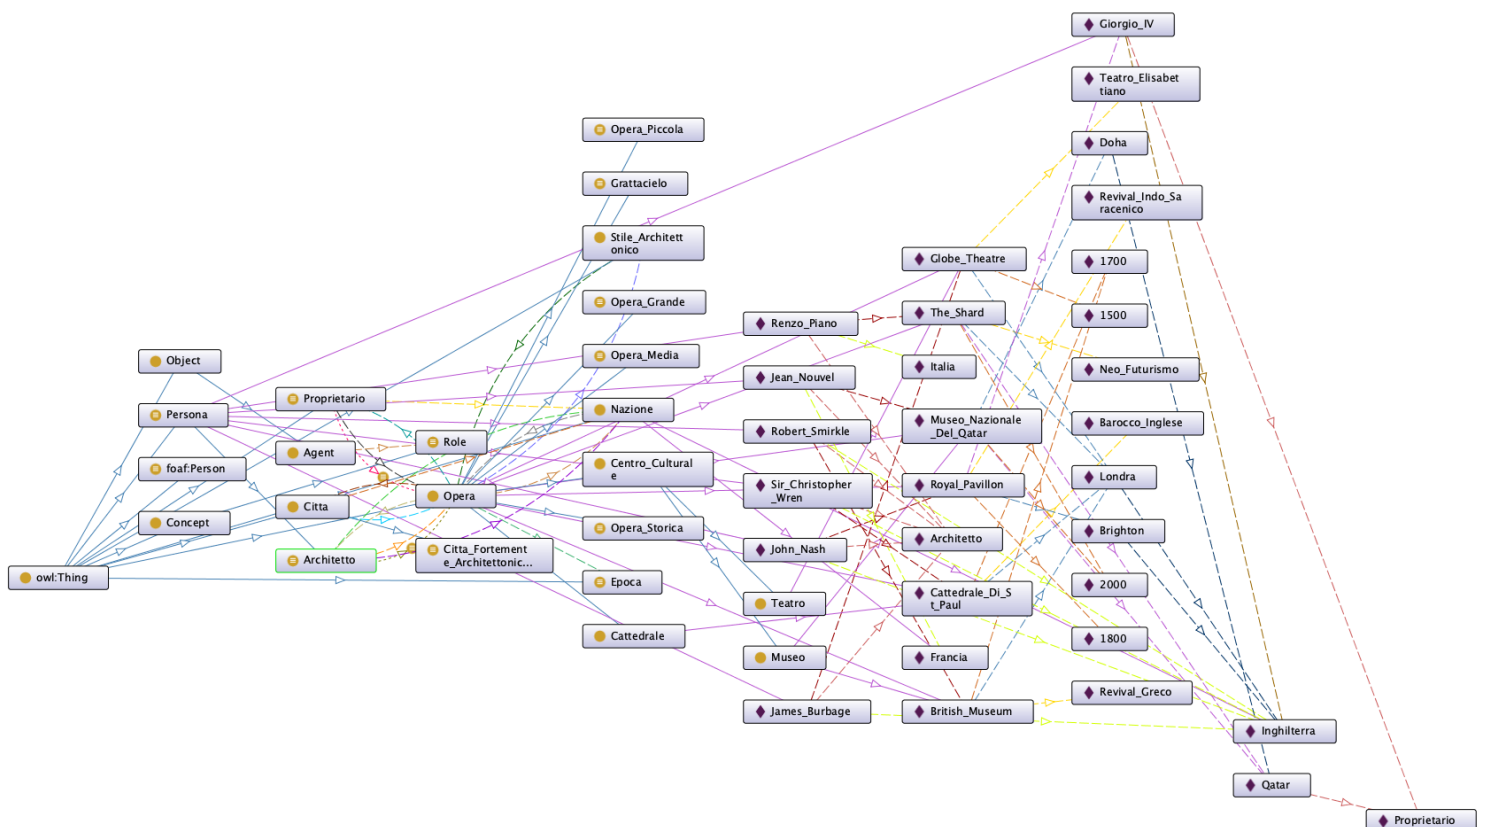 Giorgio_IV
Teatro_Elisabet
tiano
Opera_Piccola
Doha
Grattacielo
Revival_Indo_Sa
racenico
Stile_Architett
onico
Globe_Theatre
1700
Opera_Grande
The_Shard
1500
Renzo_Piano
Object
Opera_Media
Italia
Neo_Futurismo
Jean_Nouvel
Proprietario
Persona
Nazione
Museo_Nazionale
_Del_Qatar
Barocco_Inglese
Robert_Smirkle
Role
Agent
foaf:Person
Centro_Cultural
e
Londra
Sir_Christopher
_Wren
Royal_Pavillon
Opera
Citta
Concept
Opera_Storica
Brighton
Architetto
John_Nash
Citta_Fortement
e_Architettonic...
Architetto
owl:Thing
Epoca
2000
Cattedrale_Di_S
t_Paul
Teatro
Cattedrale
1800
Museo
Francia
Revival_Greco
James_Burbage
British_Museum
Inghilterra
Qatar
Proprietario